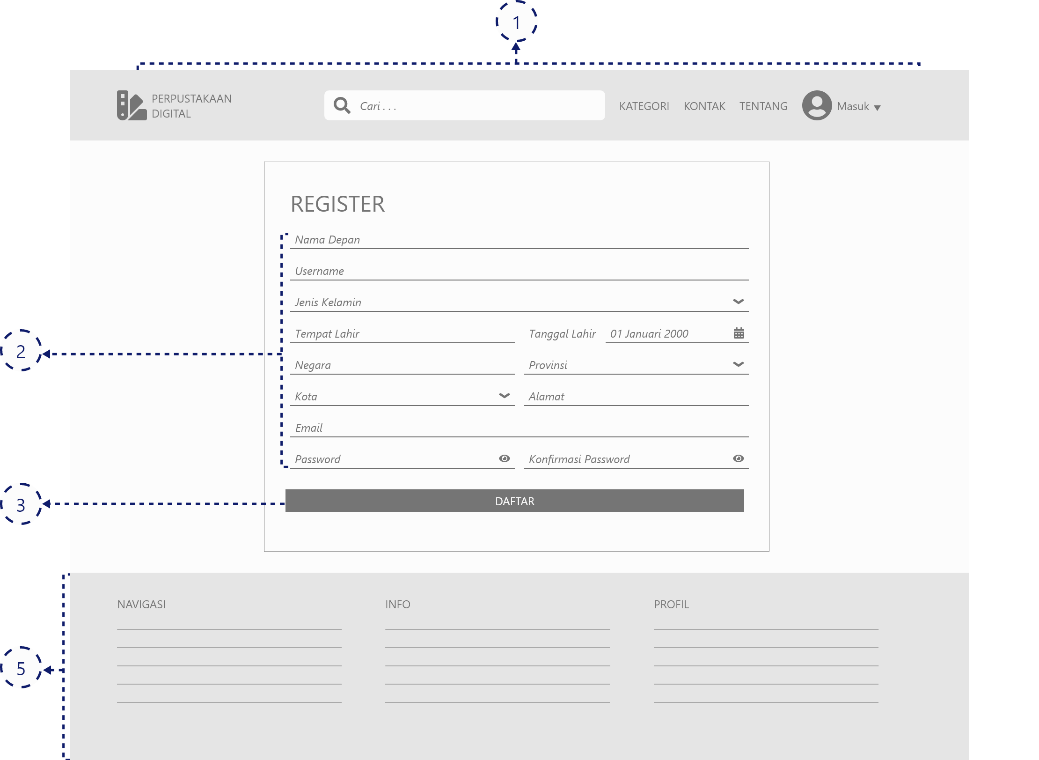 1
PERPUSTAKAAN
DIGITAL
Cari . . .
KATEGORI KONTAK TENTANG Masuk
REGISTER
Nama Depan
Username
Jenis Kelamin
Tempat Lahir Tanggal Lahir 01 Januari 2000
2
Negara Provinsi
Kota Alamat
Email
Password Konfirmasi Password
3
DAFTAR
NAVIGASI INFO PROFIL
5